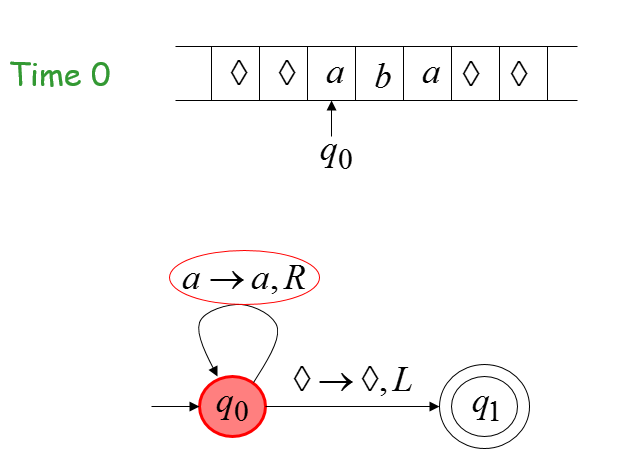 Time 0
◊ ◊ a b a ◊ ◊
q₀
a → a, R
◊ → ◊, L
q₀ q₁